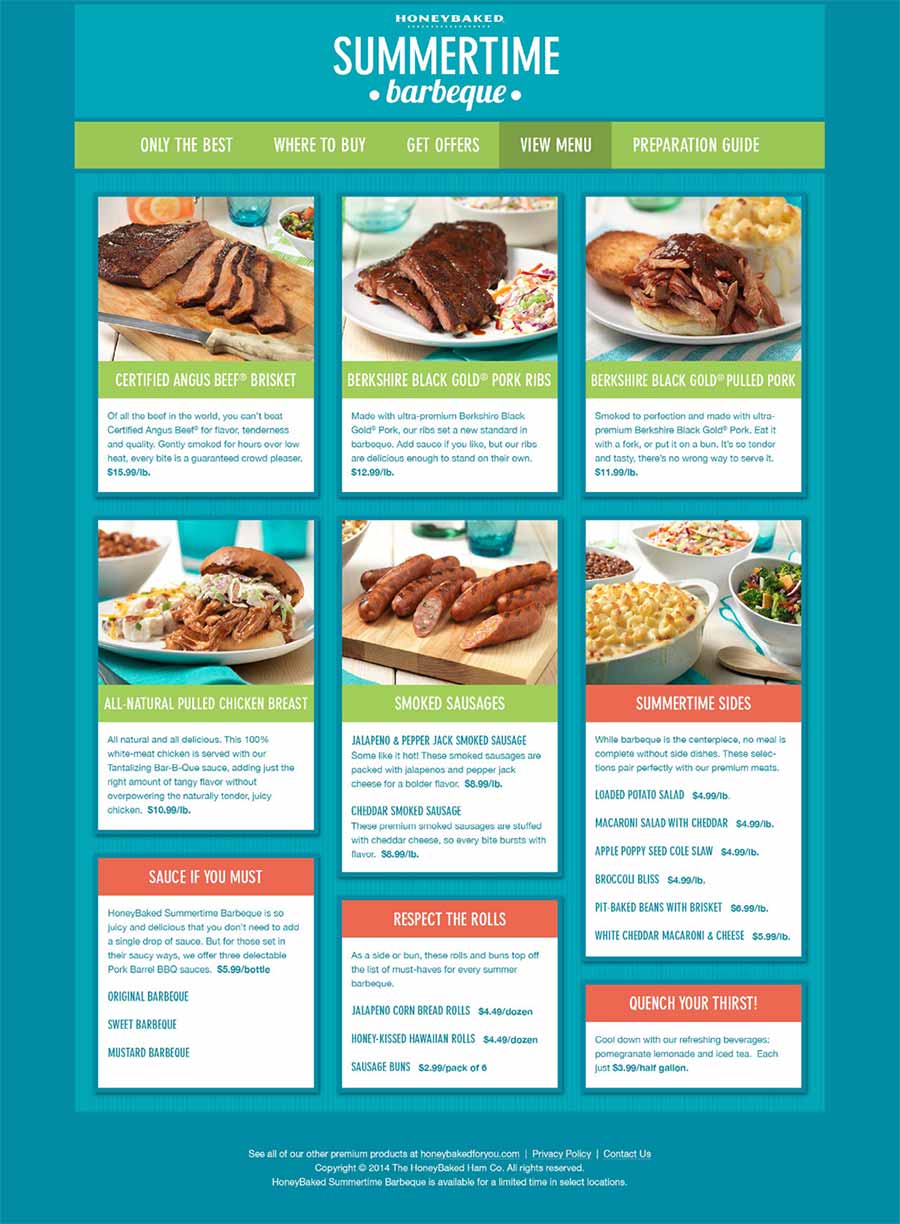 HONEYBAKED
SUMMERTIME
• barbeque •
ONLY THE BEST
WHERE TO BUY
GET OFFERS
VIEW MENU
PREPARATION GUIDE
CERTIFIED ANGUS BEEF® BRISKET
Of all the beef in the world, you can't beat
Certified Angus Beef® for flavor, tenderness
and quality. Gently smoked for hours over low
heat, every bite is a guaranteed crowd pleaser.
$15.99/lb.
BERKSHIRE BLACK GOLD® PORK RIBS
Made with ultra-premium Berkshire Black
Gold® Pork, our ribs set a new standard in
barbeque. Add sauce if you like, but our ribs
are delicious enough to stand on their own.
$12.99/lb.
BERKSHIRE BLACK GOLD® PULLED PORK
Smoked to perfection and made with ultra-
premium Berkshire Black Gold® Pork. Eat it
with a fork, or put it on a bun. It's so tender
and tasty, there's no wrong way to serve it.
$11.99/lb.
ALL-NATURAL PULLED CHICKEN BREAST
All natural and all delicious. This 100%
white-meat chicken is served with our
Tantalizing Bar-B-Que sauce, adding just the
right amount of tangy flavor without
overpowering the naturally tender, juicy
chicken. $10.99/lb.
SMOKED SAUSAGES
JALAPENO & PEPPER JACK SMOKED SAUSAGE
Some like it hot! These smoked sausages are
packed with jalapenos and pepper jack
cheese for a bolder flavor. $8.99/lb.
CHEDDAR SMOKED SAUSAGE
These premium smoked sausages are stuffed
with cheddar cheese, so every bite bursts with
flavor. $8.99/lb.
SUMMERTIME SIDES
While barbeque is the centerpiece, no meal is
complete without side dishes. These selec-
tions pair perfectly with our premium meats.
LOADED POTATO SALAD $4.99/lb.
MACARONI SALAD WITH CHEDDAR $4.99/lb.
APPLE POPPY SEED COLE SLAW $4.99/lb.
BROCCOLI BLISS $4.99/lb.
PIT-BAKED BEANS WITH BRISKET $6.99/lb.
WHITE CHEDDAR MACARONI & CHEESE $5.99/lb.
SAUCE IF YOU MUST
HoneyBaked Summertime Barbeque is so
juicy and delicious that you don't need to add
a single drop of sauce. But for those set in
their saucy ways, we offer three delectable
Pork Barrel BBQ sauces. $5.99/bottle
ORIGINAL BARBEQUE
SWEET BARBEQUE
MUSTARD BARBEQUE
RESPECT THE ROLLS
As a side or bun, these rolls and buns top off
the list of must-haves for every summer
barbeque.
JALAPENO CORN BREAD ROLLS $4.49/dozen
HONEY-KISSED HAWAIIAN ROLLS $4.49/dozen
SAUSAGE BUNS $2.99/pack of 6
QUENCH YOUR THIRST!
Cool down with our refreshing beverages:
pomegranate lemonade and iced tea. Each
just $3.99/half gallon.
See all of our other premium products at honeybakedforyou.com | Privacy Policy | Contact Us
Copyright © 2014 The HoneyBaked Ham Co. All rights reserved.
HoneyBaked Summertime Barbeque is available for a limited time in select locations.